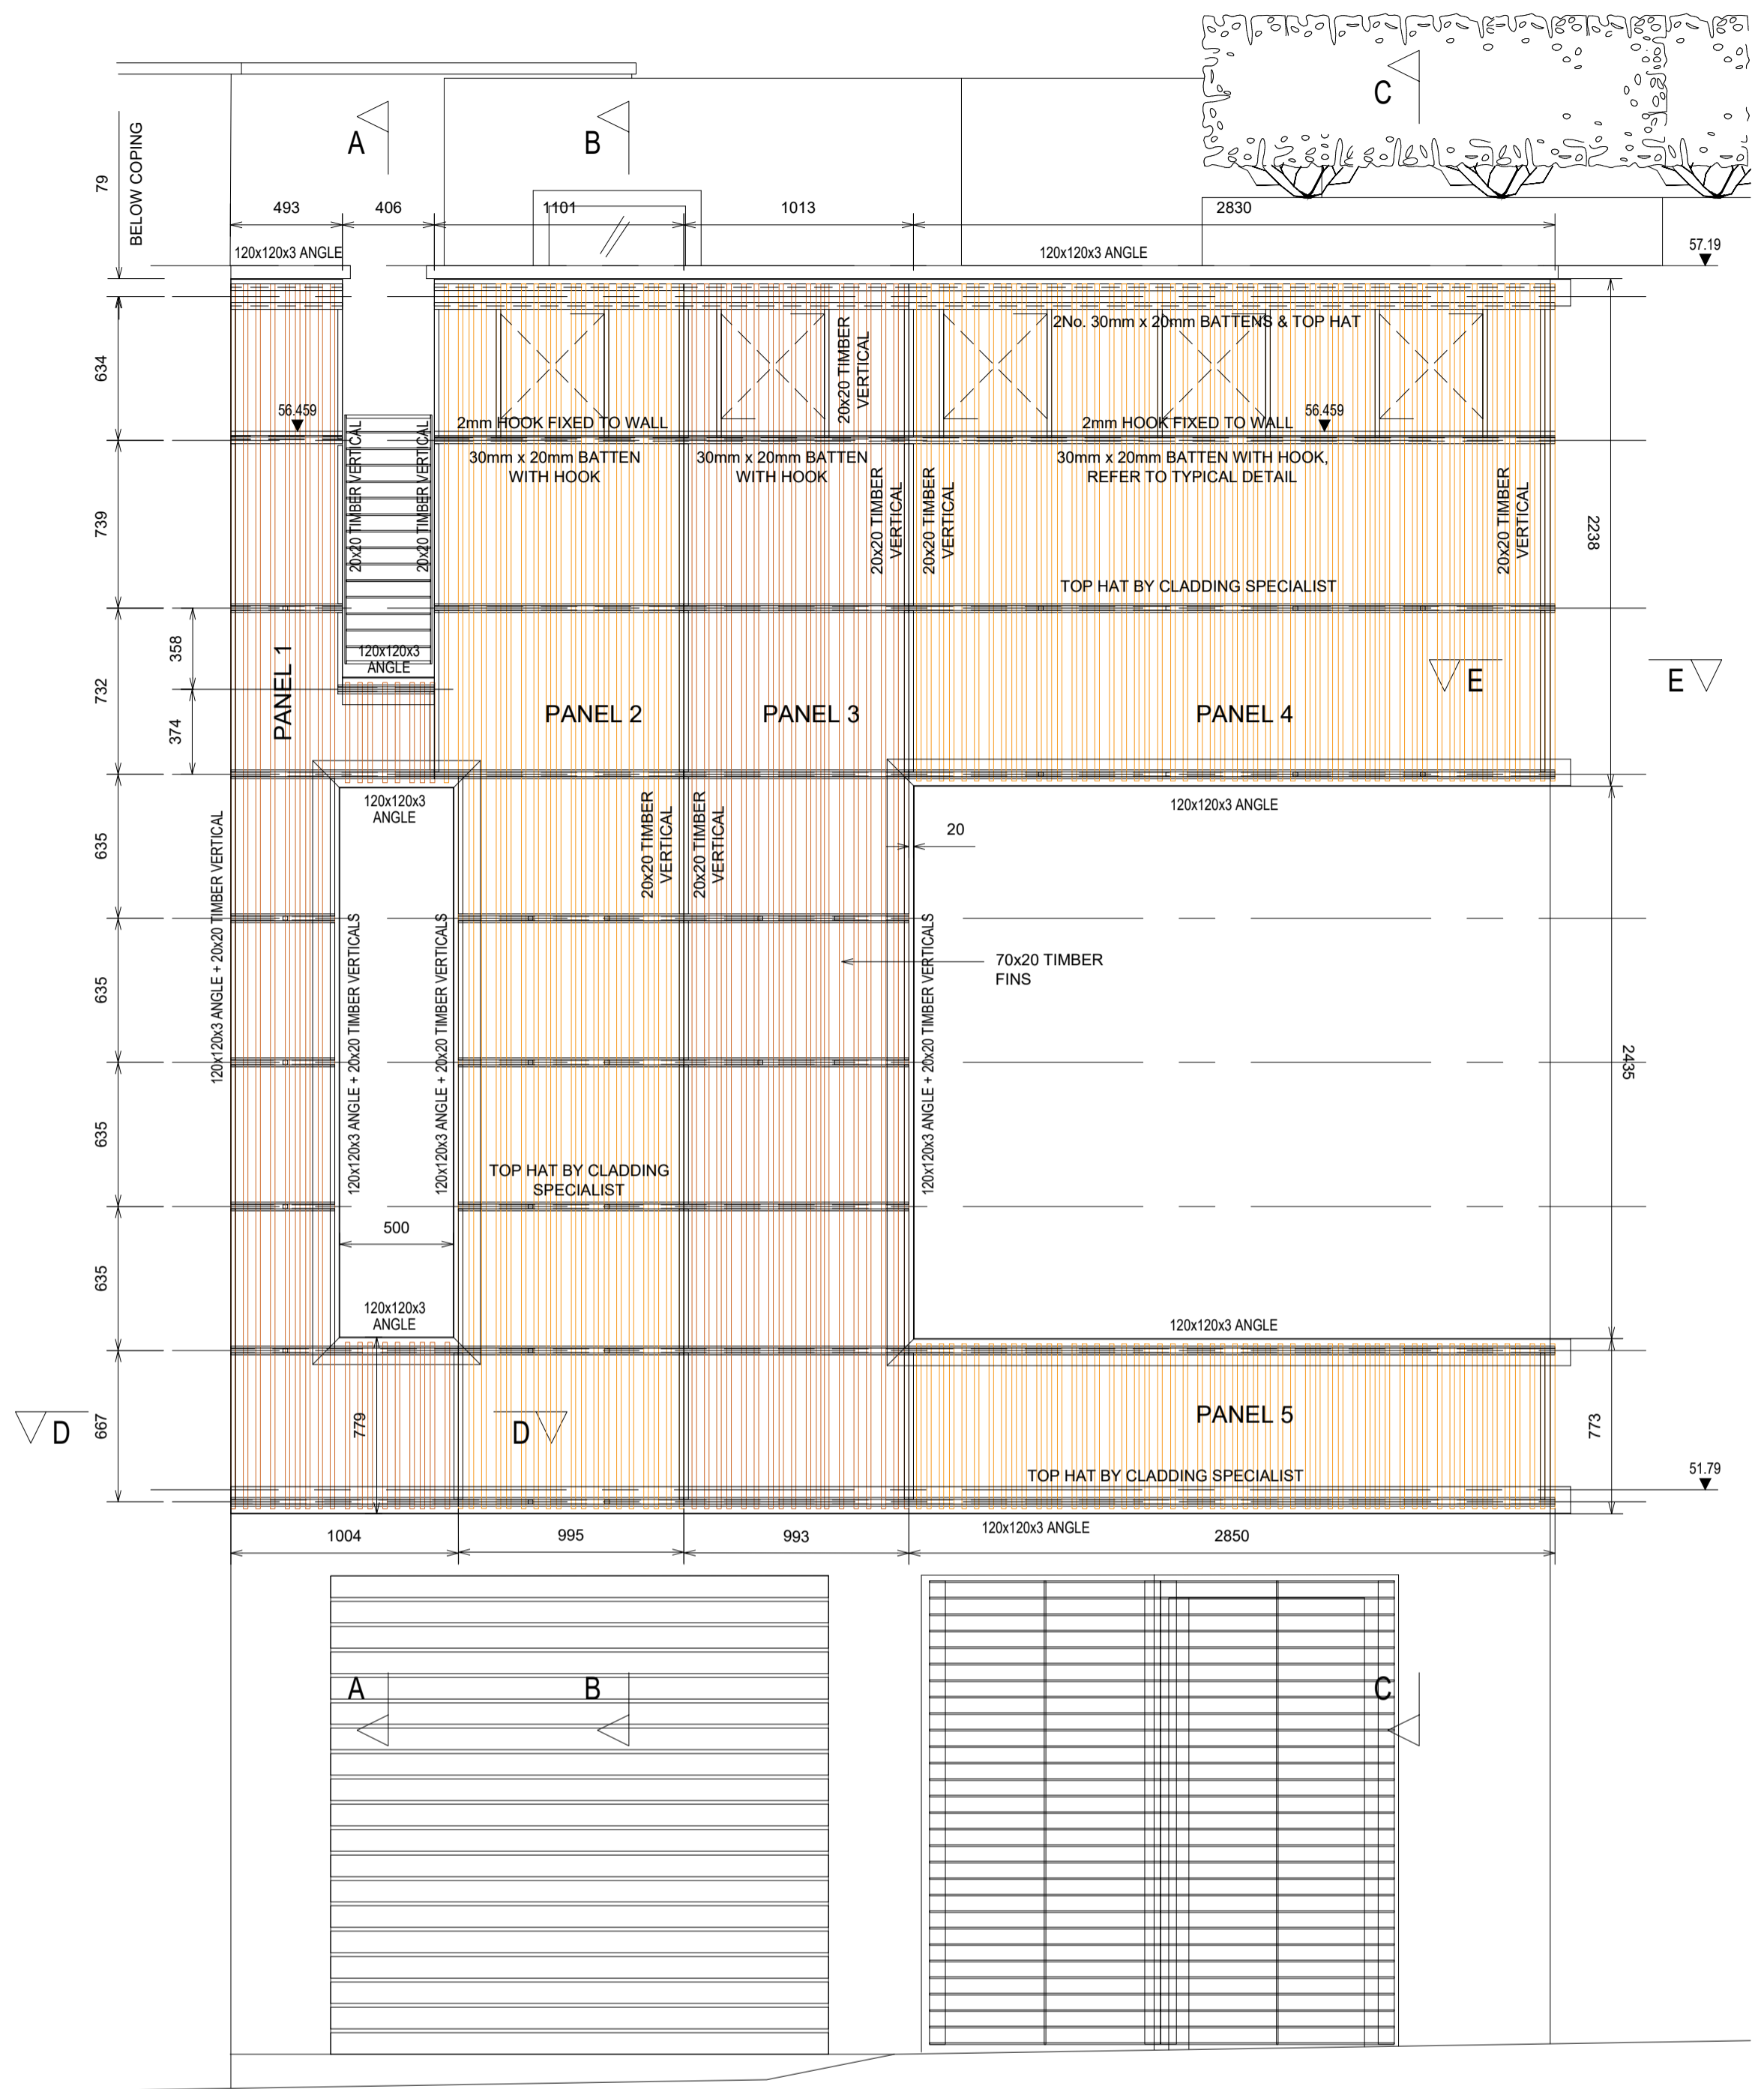 C
A
B
BELOW COPING
79
493
406
1101
1013
2830
120x120x3 ANGLE
120x120x3 ANGLE
57.19
2No. 30mm x 20mm BATTENS & TOP HAT
20x20 TIMBER
VERTICAL
634
56.459
2mm HOOK FIXED TO WALL
2mm HOOK FIXED TO WALL
56.459
20x20 TIMBER VERTICAL
20x20 TIMBER VERTICAL
30mm x 20mm BATTEN
WITH HOOK
30mm x 20mm BATTEN
WITH HOOK
30mm x 20mm BATTEN WITH HOOK,
REFER TO TYPICAL DETAIL
20x20 TIMBER
VERTICAL
20x20 TIMBER
VERTICAL
20x20 TIMBER
VERTICAL
739
2238
TOP HAT BY CLADDING SPECIALIST
358
732
374
120x120x3
ANGLE
PANEL 1
PANEL 2
PANEL 3
PANEL 4
E
E
120x120x3
ANGLE
120x120x3 ANGLE
20
635
20x20 TIMBER
VERTICAL
20x20 TIMBER
VERTICAL
120x120x3 ANGLE + 20x20 TIMBER VERTICAL
120x120x3 ANGLE + 20x20 TIMBER VERTICALS
120x120x3 ANGLE + 20x20 TIMBER VERTICALS
120x120x3 ANGLE + 20x20 TIMBER VERTICALS
70x20 TIMBER
FINS
635
635
2435
TOP HAT BY CLADDING
SPECIALIST
500
635
120x120x3
ANGLE
120x120x3 ANGLE
D
667
779
D
PANEL 5
773
TOP HAT BY CLADDING SPECIALIST
51.79
120x120x3 ANGLE
1004
995
993
2850
A
B
C